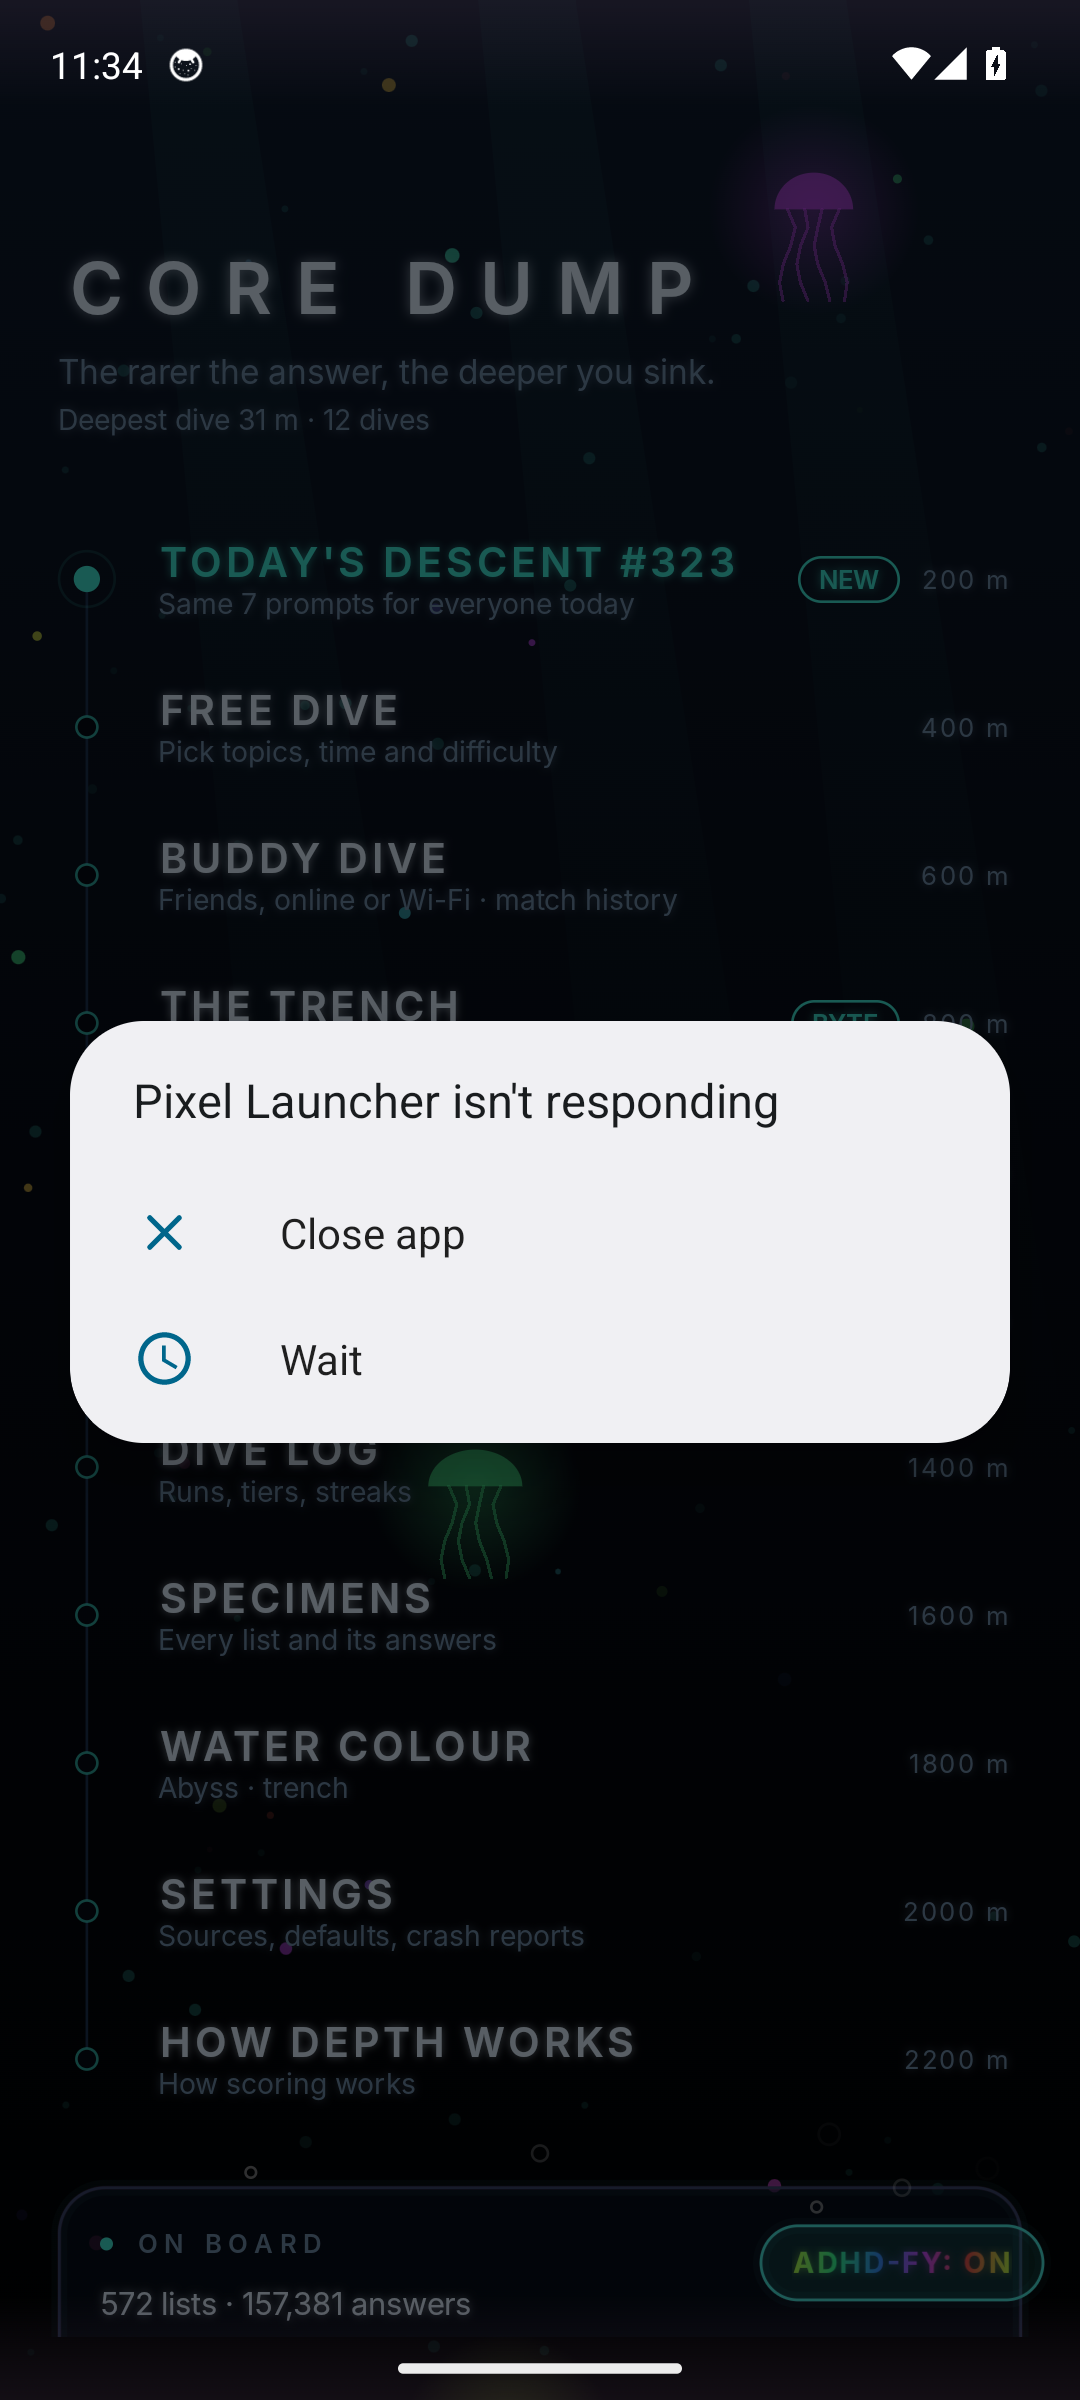 11:34
CORE DUMP
The rarer the answer, the deeper you sink.
Deepest dive 31 m · 12 dives
TODAY'S DESCENT #323
NEW
200 m
Same 7 prompts for everyone today
FREE DIVE
400 m
Pick topics, time and difficulty
BUDDY DIVE
600 m
Friends, online or Wi-Fi · match history
THE TRENCH
BYTE
800 m
Pixel Launcher isn't responding
Close app
Wait
DIVE LOG
1400 m
Runs, tiers, streaks
SPECIMENS
1600 m
Every list and its answers
WATER COLOUR
1800 m
Abyss · trench
SETTINGS
2000 m
Sources, defaults, crash reports
HOW DEPTH WORKS
2200 m
How scoring works
ON BOARD
ADHD-FY: ON
572 lists · 157,381 answers